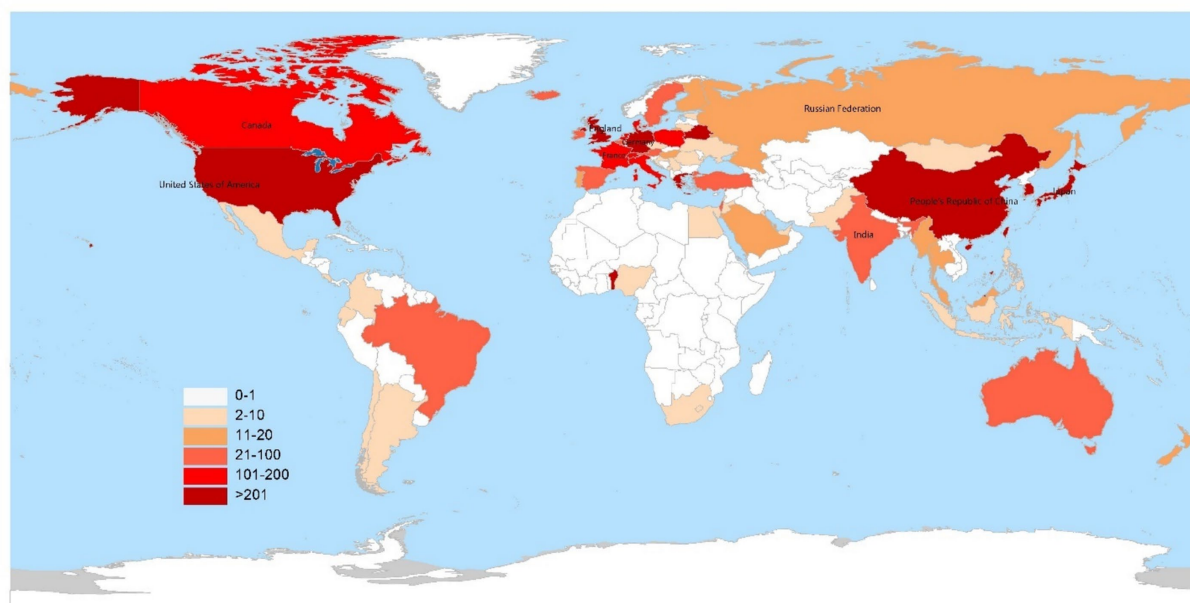 Russian Federation
Canada
England
Germany
France
United States of America
Japan
People's Republic of China
India
0-1
2-10
11-20
21-100
101-200
>201